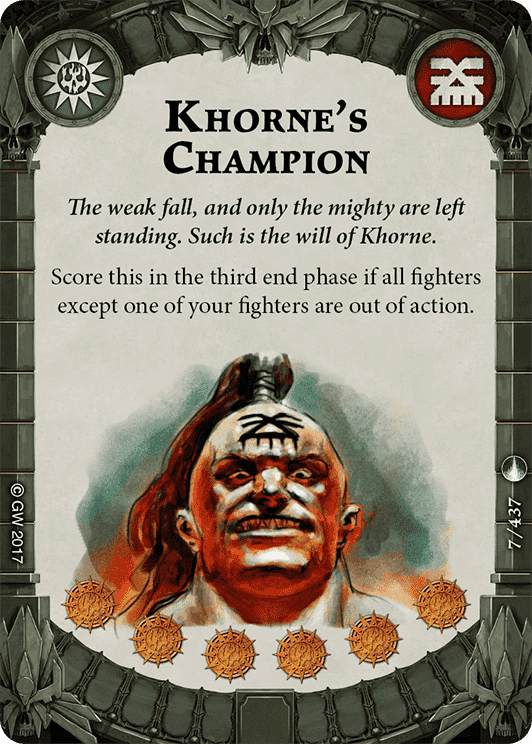 Khorne's
Champion
The weak fall, and only the mighty are left
standing. Such is the will of Khorne.
Score this in the third end phase if all fighters
except one of your fighters are out of action.
© GW 2017
7/437